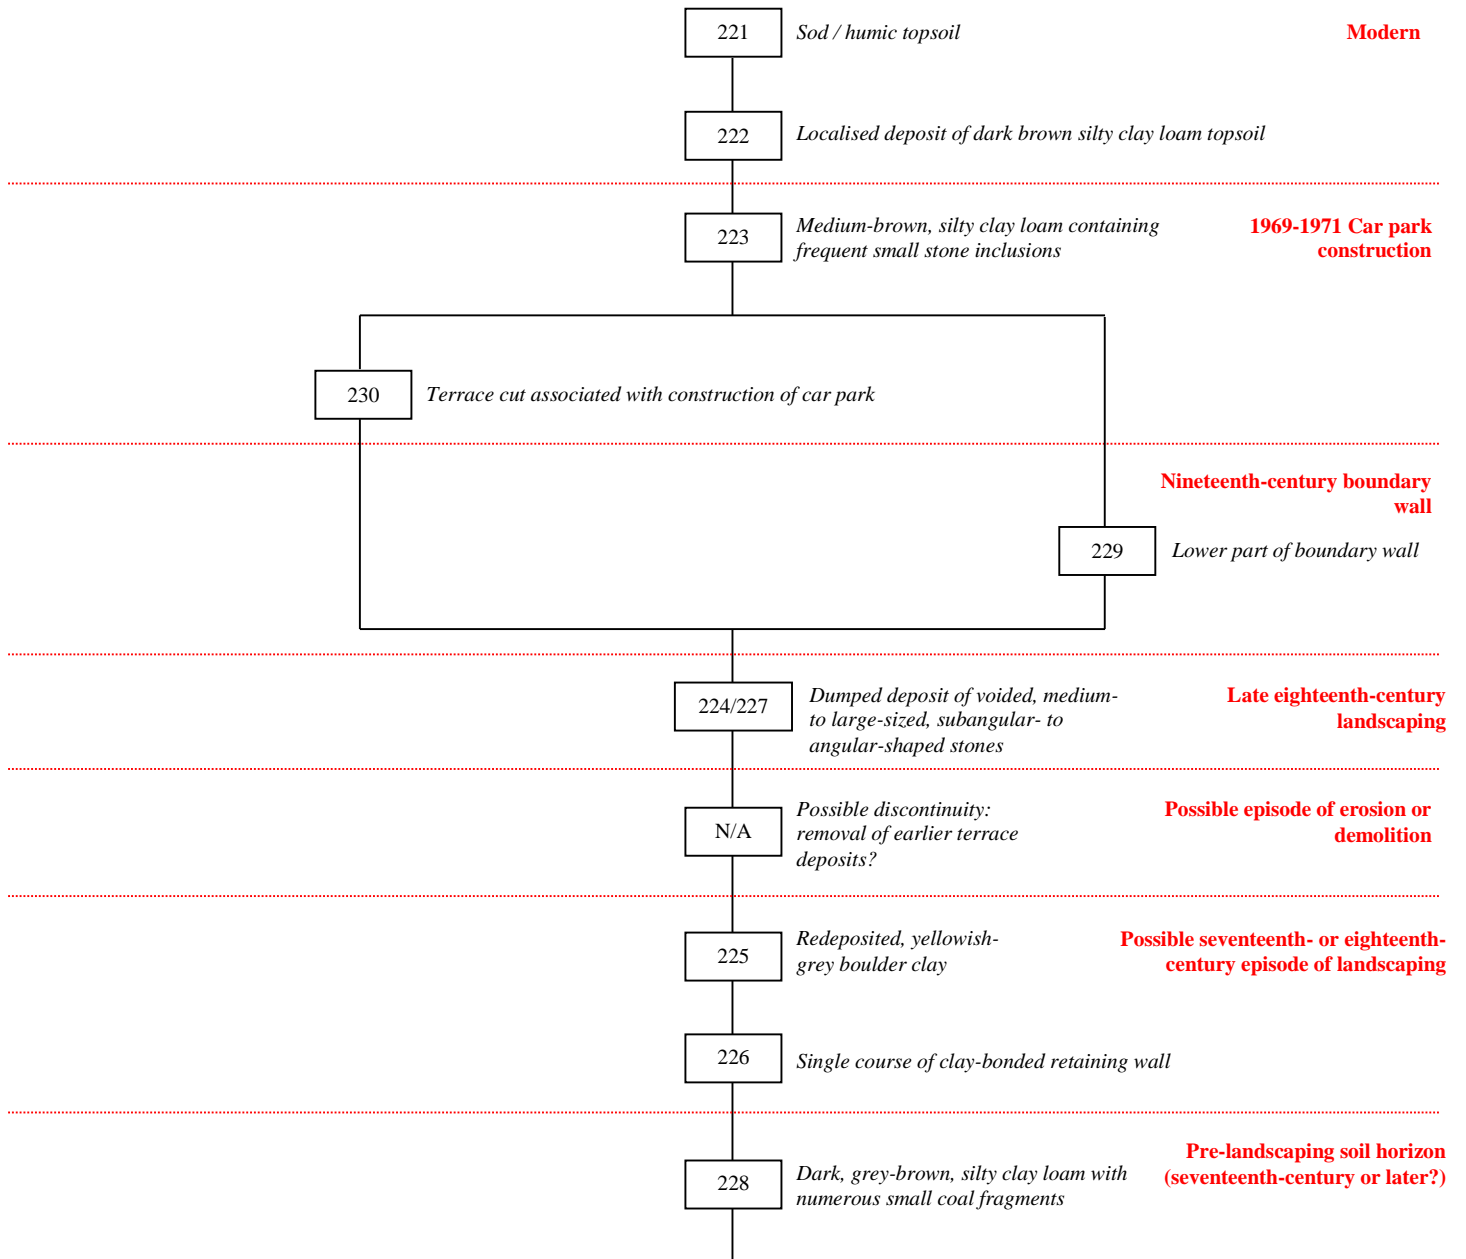 221
Sod / humic topsoil
Modern
222
Localised deposit of dark brown silty clay loam topsoil
223
Medium-brown, silty clay loam containing
frequent small stone inclusions
1969-1971 Car park
construction
230
Terrace cut associated with construction of car park
Nineteenth-century boundary
wall
229
Lower part of boundary wall
224/227
Dumped deposit of voided, medium-
to large-sized, subangular- to
angular-shaped stones
Late eighteenth-century
landscaping
N/A
Possible discontinuity:
removal of earlier terrace
deposits?
Possible episode of erosion or
demolition
225
Redeposited, yellowish-
grey boulder clay
Possible seventeenth- or eighteenth-
century episode of landscaping
226
Single course of clay-bonded retaining wall
228
Dark, grey-brown, silty clay loam with
numerous small coal fragments
Pre-landscaping soil horizon
(seventeenth-century or later?)